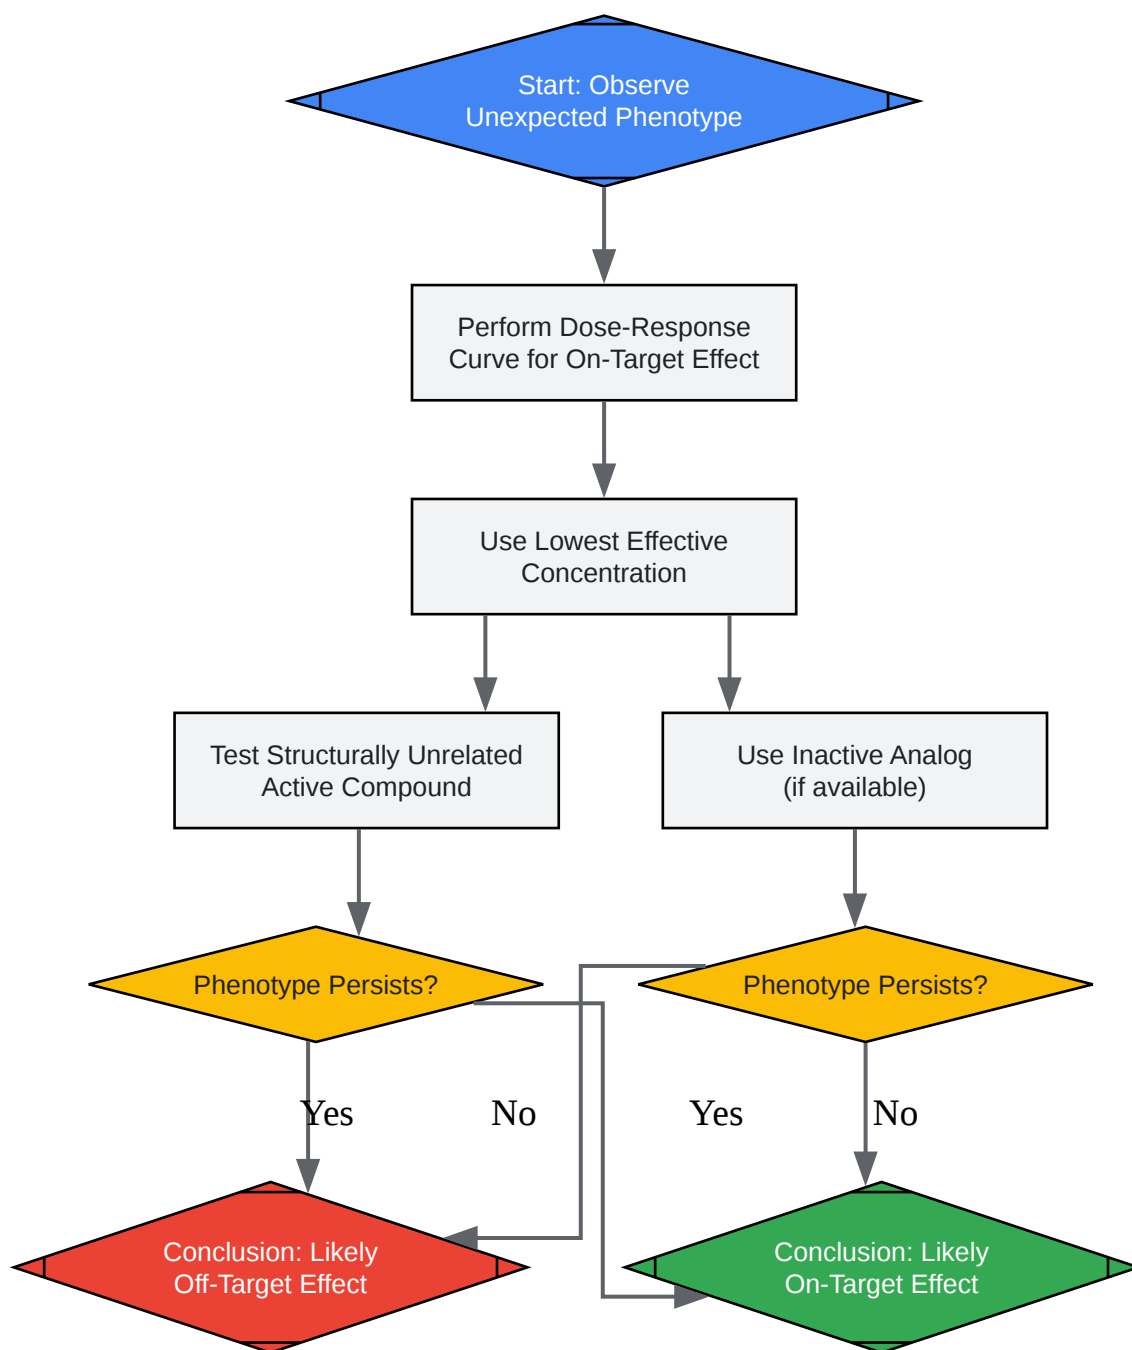 Start: Observe
Unexpected Phenotype
Perform Dose-Response
Curve for On-Target Effect
Use Lowest Effective
Concentration
Test Structurally Unrelated
Active Compound
Use Inactive Analog
(if available)
Phenotype Persists?
Phenotype Persists?
Yes
No
Yes
No
Conclusion: Likely
Off-Target Effect
Conclusion: Likely
On-Target Effect